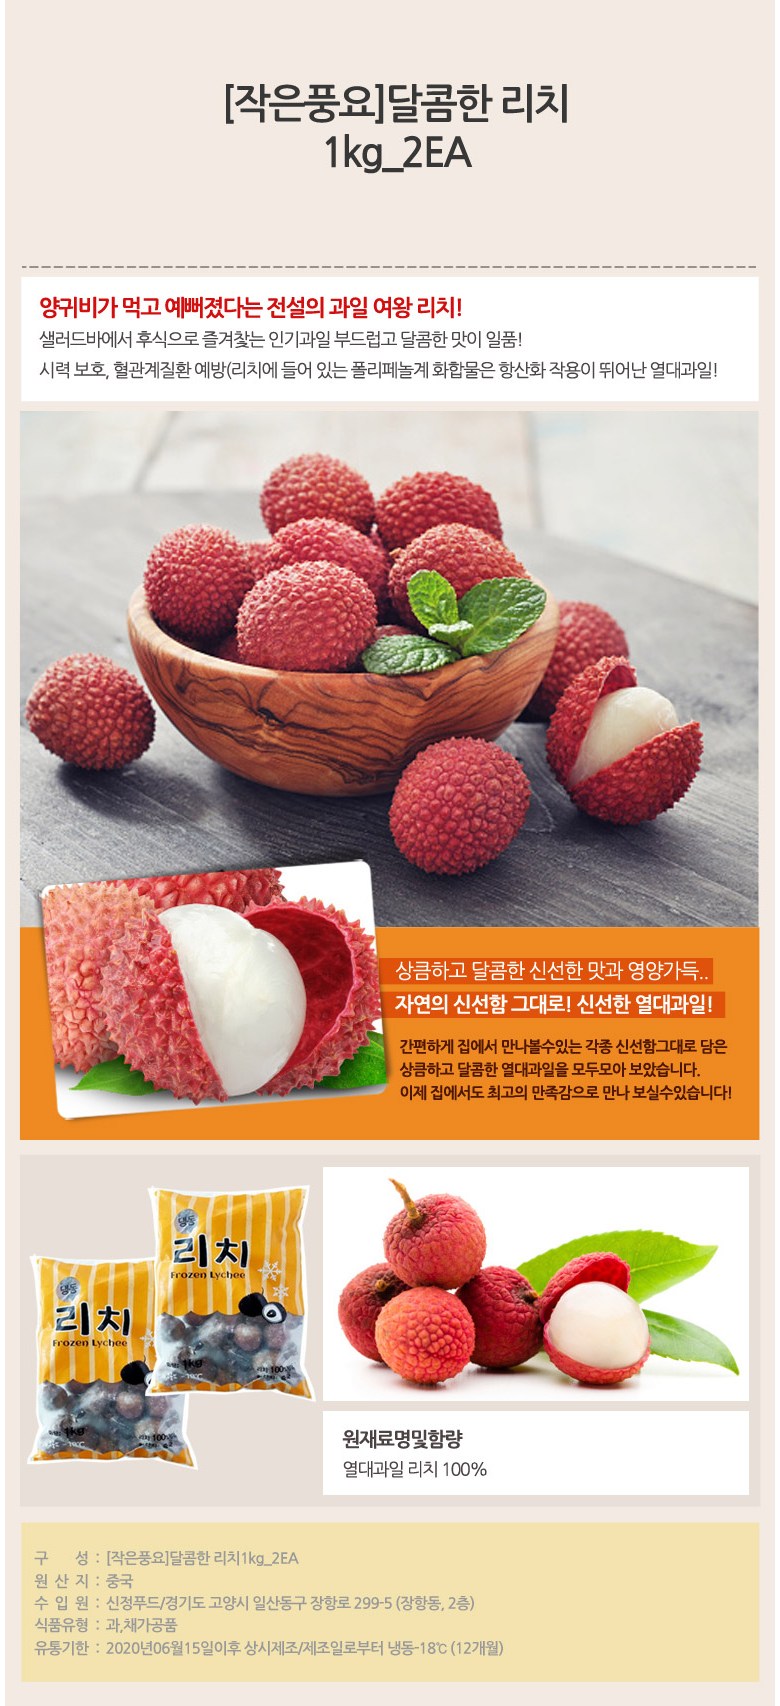 [작은풍요]달콤한 리치
1kg_2EA
양귀비가 먹고 예뻐졌다는 전설의 과일 여왕 리치!
샐러드바에서 후식으로 즐겨찾는 인기과일 부드럽고 달콤한 맛이 일품!
시력 보호, 혈관계질환 예방(리치에 들어 있는 폴리페놀계 화합물은 항산화 작용이 뛰어난 열대과일!
상큼하고 달콤한 신선한 맛과 영양가득..
자연의 신선함 그대로! 신선한 열대과일!
간편하게 집에서 만나볼수있는 각종 신선함그대로 담은
상큼하고 달콤한 열대과일을 모두모아 보았습니다.
이제 집에서도 최고의 만족감으로 만나 보실수있습니다!
냉동
리치
Frozen Lychee
1kg
냉동
리치
Frozen Lychee
1kg
원재료명및함량
열대과일 리치 100%
구 성 : [작은풍요]달콤한 리치1kg_2EA
원 산 지 : 중국
수 입 원 : 신정푸드/경기도 고양시 일산동구 장항로 299-5 (장항동, 2층)
식품유형 : 과,채가공품
유통기한 : 2020년06월15일이후 상시제조/제조일로부터 냉동-18℃ (12개월)